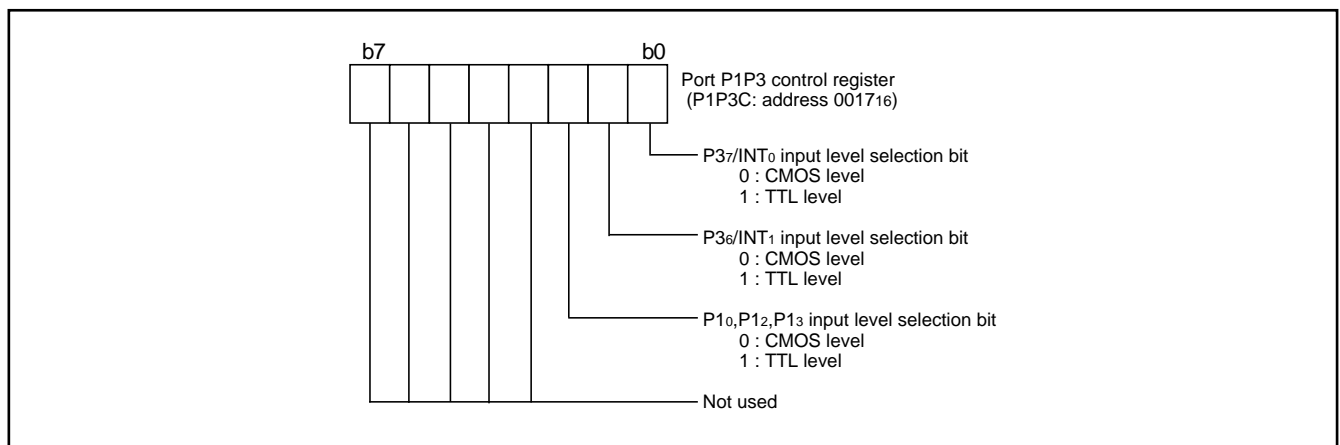 b7 b0
Port P1P3 control register
(P1P3C: address 001716)
P37/INT0 input level selection bit
0 : CMOS level
1 : TTL level
P36/INT1 input level selection bit
0 : CMOS level
1 : TTL level
P10,P12,P13 input level selection bit
0 : CMOS level
1 : TTL level
Not used